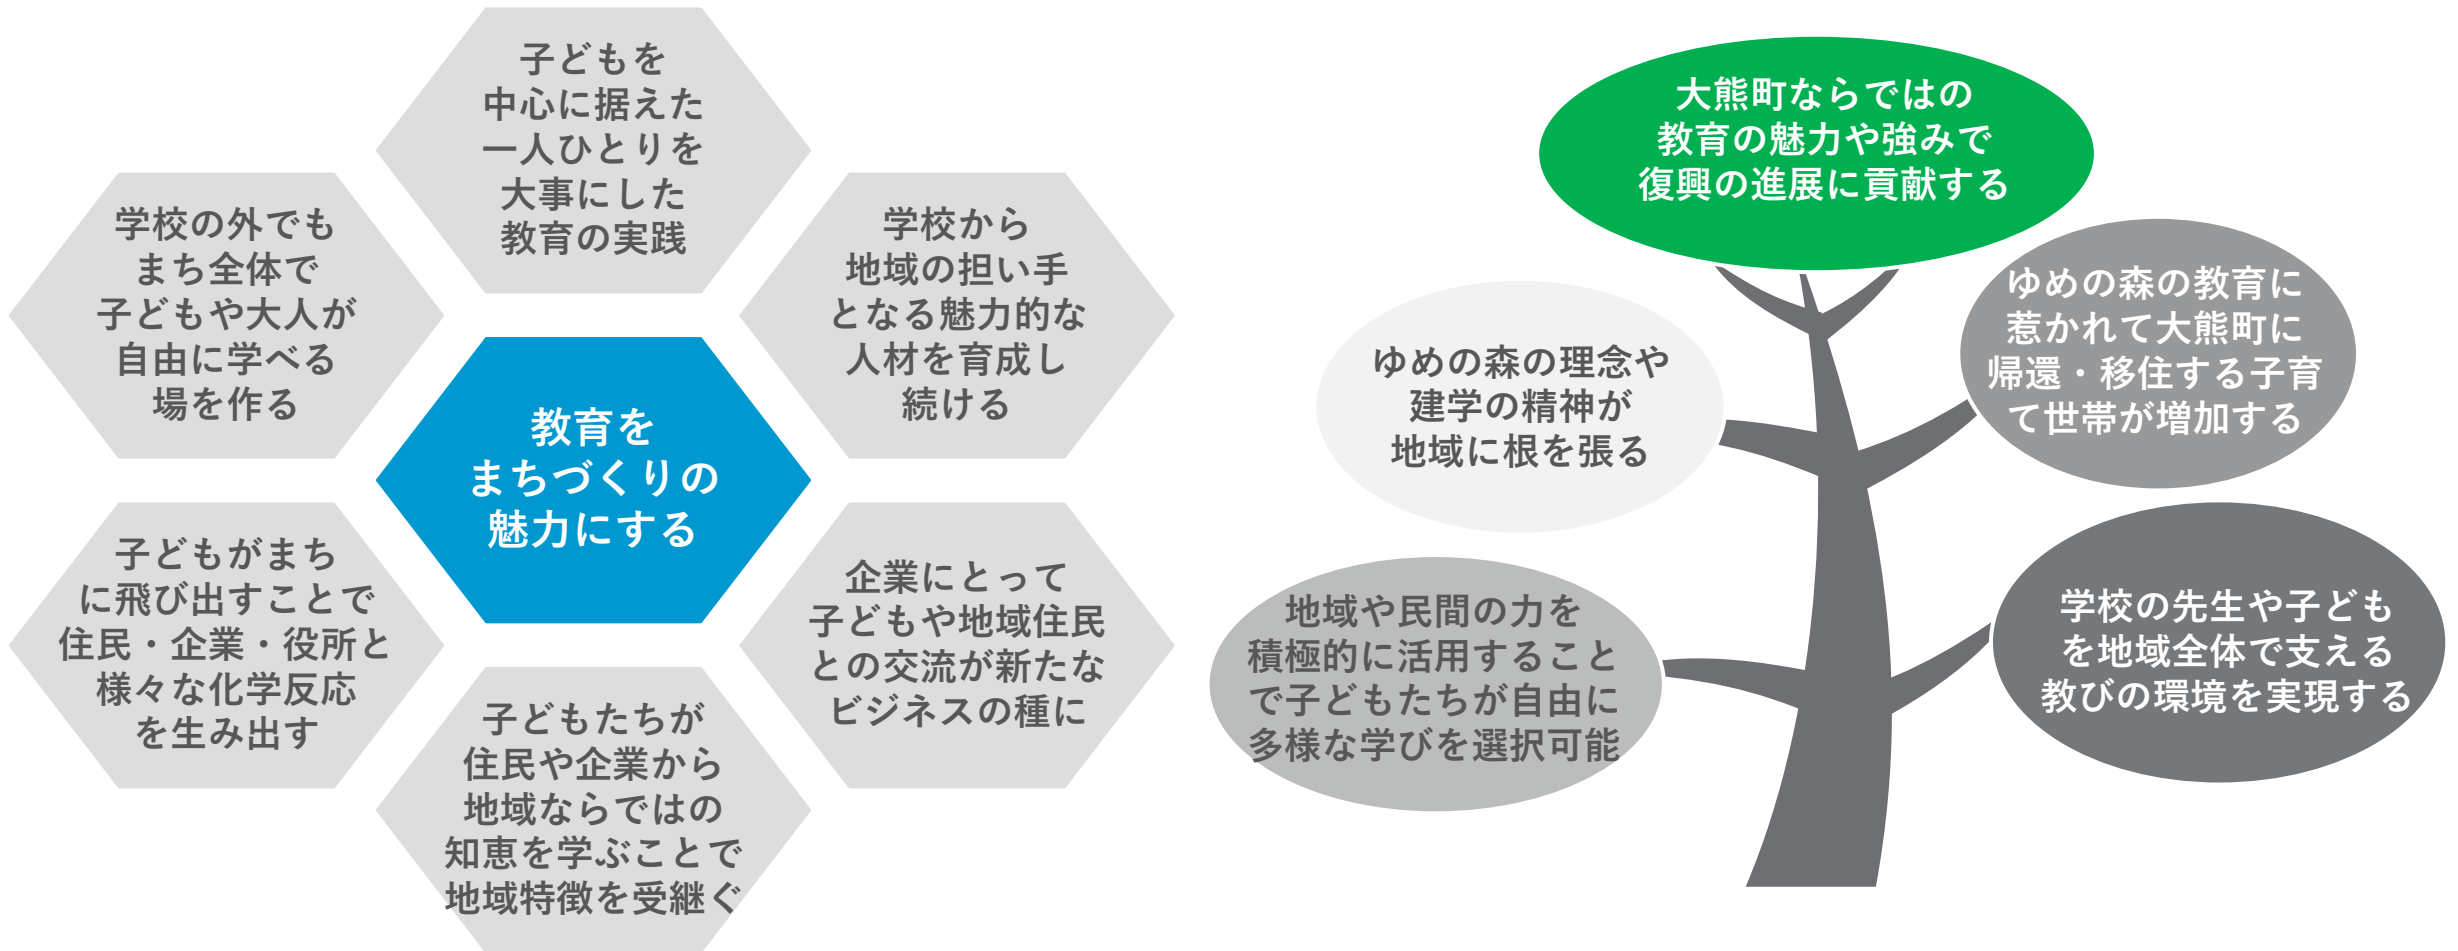 子どもを
中心に据えた
一人ひとりを
大事にした
教育の実践
学校の外でも
まち全体で
子どもや大人が
自由に学べる
場を作る
学校から
地域の担い手
となる魅力的な
人材を育成し
続ける
教育を
まちづくりの
魅力にする
子どもがまち
に飛び出すことで
住民・企業・役所と
様々な化学反応
を生み出す
企業にとって
子どもや地域住民
との交流が新たな
ビジネスの種に
子どもたちが
住民や企業から
地域ならではの
知恵を学ぶことで
地域特徴を受継ぐ
大熊町ならではの
教育の魅力や強みで
復興の進展に貢献する
ゆめの森の教育に
惹かれて大熊町に
帰還・移住する子育
て世帯が増加する
ゆめの森の理念や
建学の精神が
地域に根を張る
地域や民間の力を
積極的に活用すること
で子どもたちが自由に
多様な学びを選択可能
学校の先生や子ども
を地域全体で支える
教びの環境を実現する